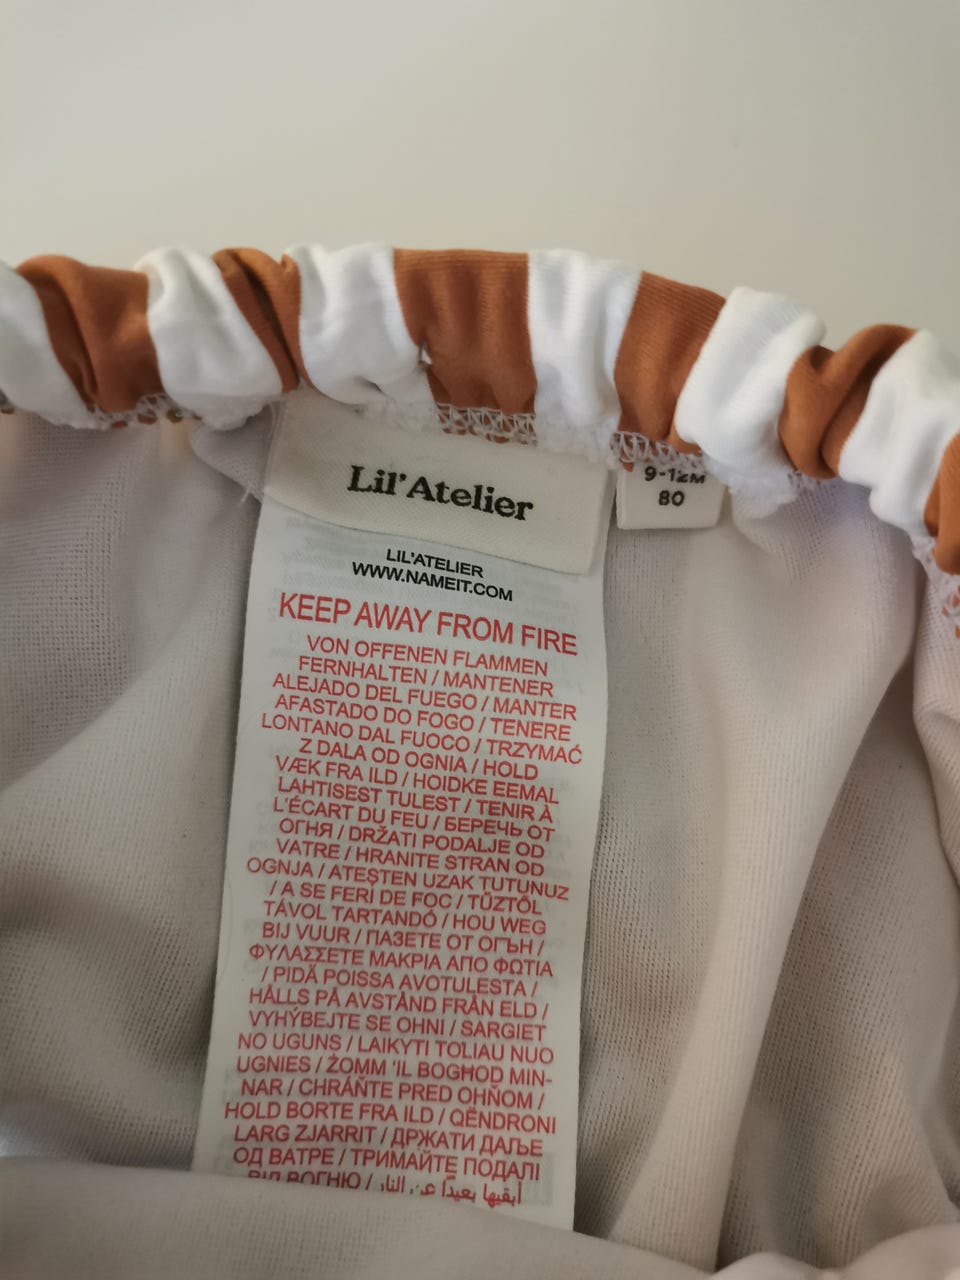 Lil'Atelier
9-12M
80
LIL'ATELIER
WWW.NAMEIT.COM
KEEP AWAY FROM FIRE
VON OFFENEN FLAMMEN
FERNHALTEN / MANTENER
ALEJADO DEL FUEGO / MANTER
AFASTADO DO FOGO / TENERE
LONTANO DAL FUOCO / TRZYMAĆ
Z DALA OD OGNIA / HOLD
VÆK FRA ILD / HOIDKE EEMAL
LAHTISEST TULEST / TENIR À
L'ÉCART DU FEU / БЕРЕЧЬ ОТ
ОГНЯ / DRŽATI PODALJE OD
VATRE / HRANITE STRAN OD
OGNJA / ATEŞTEN UZAK TUTUNUZ
/ A SE FERÍ DE FOC / TŰZTŐL
TÁVOL TARTANDÓ / HOU WEG
BIJ VUUR / ПАЗЕТЕ ОТ ОГЪН /
ΦΥΛΑΣΣΕΤΕ ΜΑΚΡΙΑ ΑΠΟ ΦΩΤΙΑ
/ PIDÄ POISSA AVOTULESTA /
HÅLLS PÅ AVSTÅND FRÅN ELD /
VYHÝBEJTE SE OHNI / SARGIET
NO UGUNS / LAIKYTI TOLIAU NUO
UGNIES / ŻOMM 'IL BOGĦOD MIN-
NAR / CHRÁŇTE PRED OHŇOM /
HOLD BORTE FRA ILD / QËNDRONI
LARG ZJARRIT / ДРЖАТИ ДАЉЕ
ОД ВАТРЕ / ТРИМАЙТЕ ПОДАЛІ
ВІД ВОГНЮ / أبقيها بعيدًا عن النار